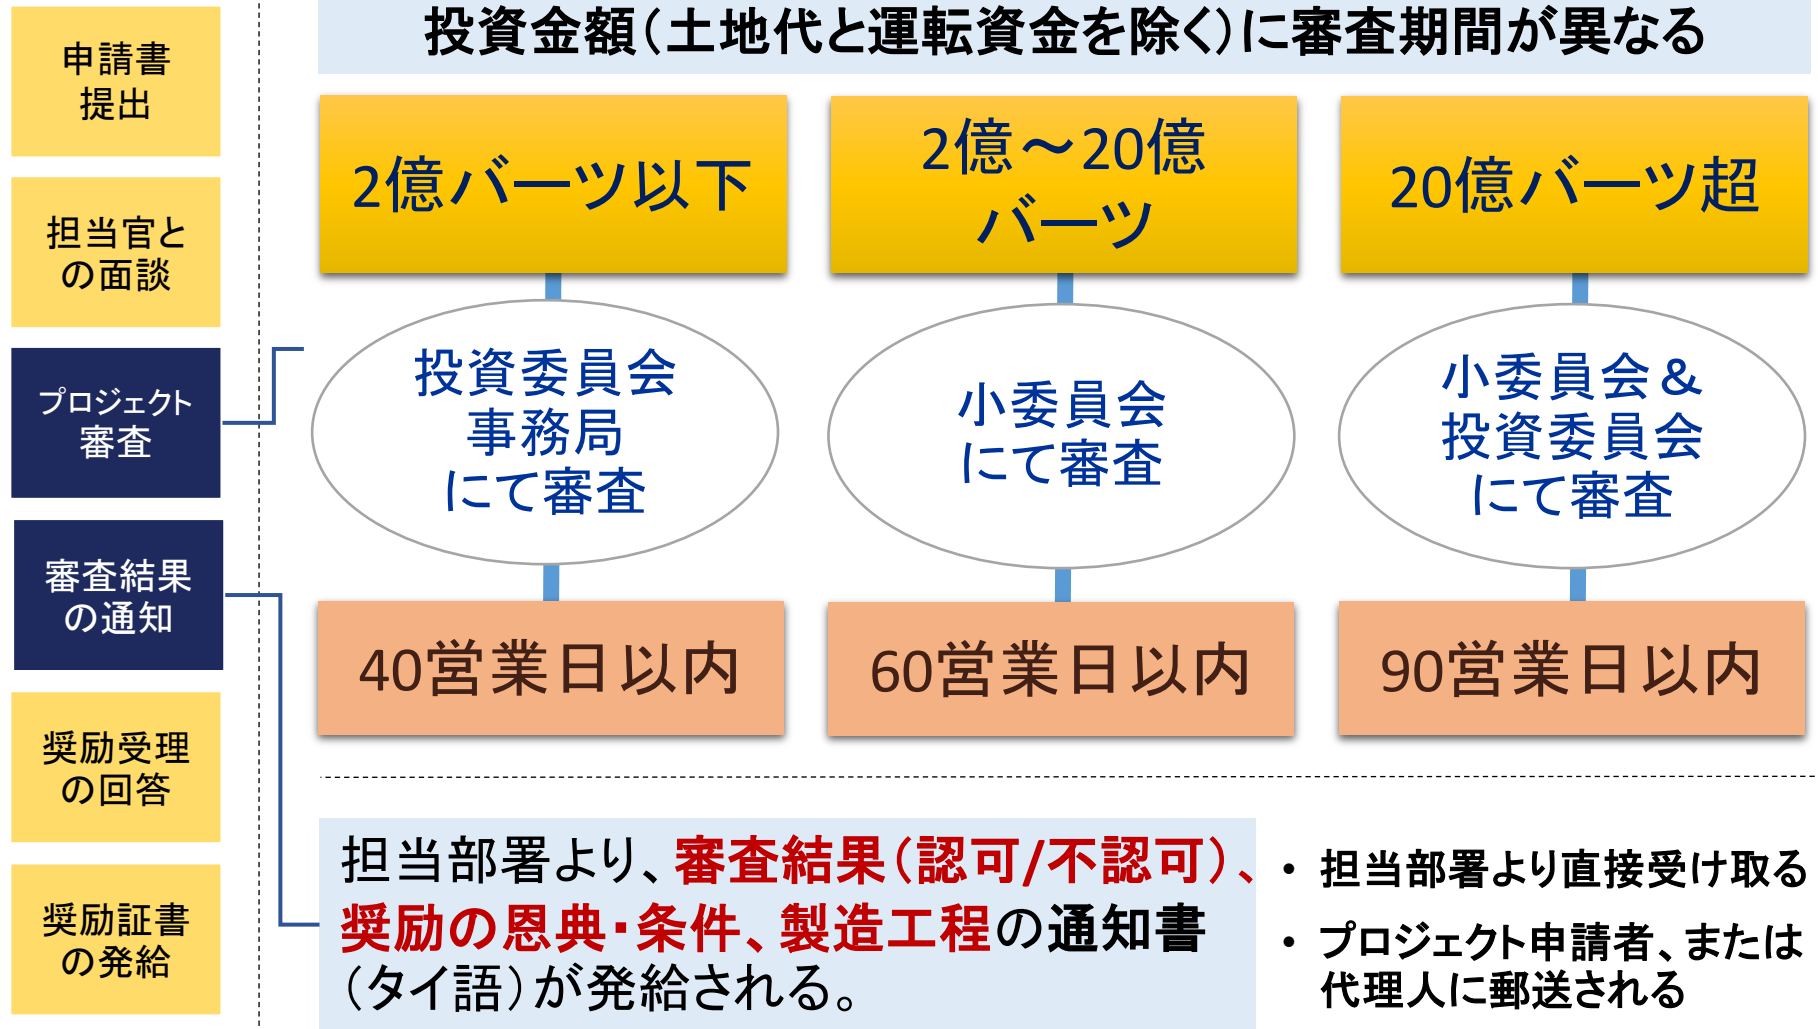 申請書
提出
担当官と
の面談
プロジェクト
審査
審査結果
の通知
奨励受理
の回答
奨励証書
の発給
投資金額（土地代と運転資金を除く）に審査期間が異なる
2億バーツ以下
投資委員会
事務局
にて審査
40営業日以内
2億～20億
バーツ
小委員会
にて審査
60営業日以内
20億バーツ超
小委員会＆
投資委員会
にて審査
90営業日以内
担当部署より、審査結果（認可/不認可）、
奨励の恩典・条件、製造工程の通知書
（タイ語）が発給される。
• 担当部署より直接受け取る
• プロジェクト申請者、または
代理人に郵送される